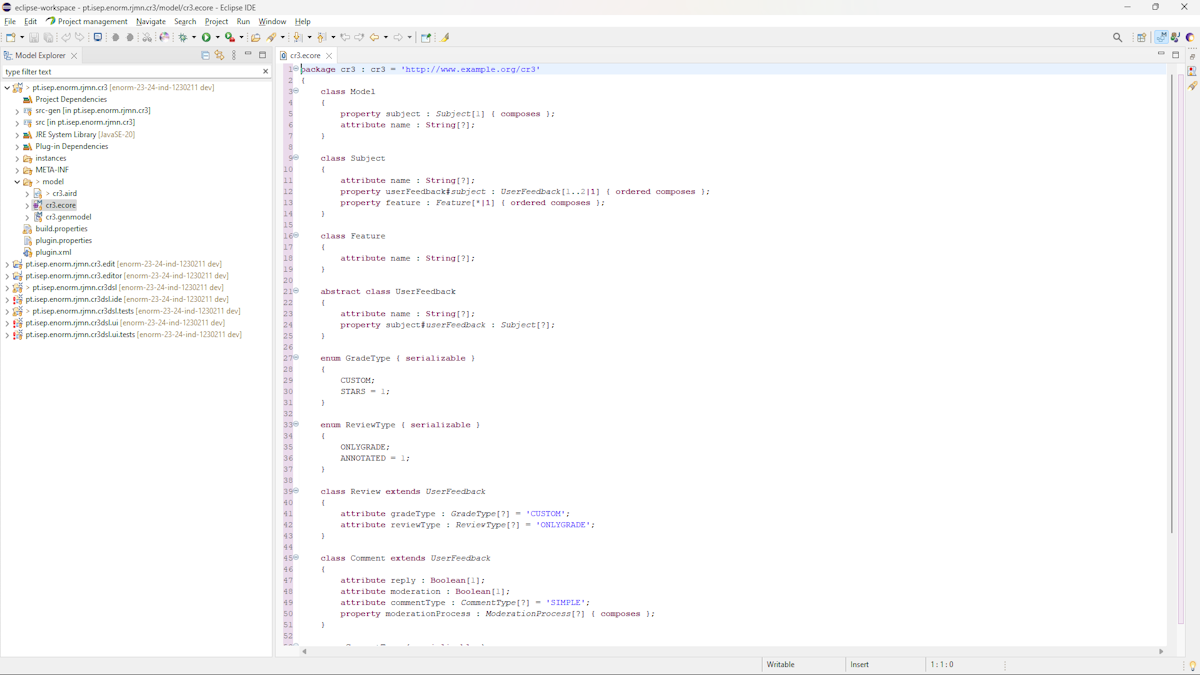 eclipse-workspace - pt.isep.enorm.rjmn.cr3/model/cr3.ecore - Eclipse IDE
File Edit Project management Navigate Search Project Run Window Help
Model Explorer
type filter text
> pt.isep.enorm.rjmn.cr3 [enorm-23-24-ind-1230211 dev]
Project Dependencies
src-gen [in pt.isep.enorm.rjmn.cr3]
src [in pt.isep.enorm.rjmn.cr3]
JRE System Library [JavaSE-20]
Plug-in Dependencies
instances
META-INF
> model
> cr3.aird
cr3.ecore
cr3.genmodel
build.properties
plugin.properties
plugin.xml
pt.isep.enorm.rjmn.cr3.edit [enorm-23-24-ind-1230211 dev]
pt.isep.enorm.rjmn.cr3.editor [enorm-23-24-ind-1230211 dev]
> pt.isep.enorm.rjmn.cr3dsl [enorm-23-24-ind-1230211 dev]
pt.isep.enorm.rjmn.cr3dsl.ide [enorm-23-24-ind-1230211 dev]
> pt.isep.enorm.rjmn.cr3dsl.tests [enorm-23-24-ind-1230211 dev]
pt.isep.enorm.rjmn.cr3dsl.ui [enorm-23-24-ind-1230211 dev]
pt.isep.enorm.rjmn.cr3dsl.ui.tests [enorm-23-24-ind-1230211 dev]
cr3.ecore
1 package cr3 : cr3 = 'http://www.example.org/cr3'
2 {
3 class Model
4 {
5 property subject : Subject[1] { composes };
6 attribute name : String[?];
7 }
8
9 class Subject
10 {
11 attribute name : String[?];
12 property userFeedback#subject : UserFeedback[1..2|1] { ordered composes };
13 property feature : Feature[*|1] { ordered composes };
14 }
15
16 class Feature
17 {
18 attribute name : String[?];
19 }
20
21 abstract class UserFeedback
22 {
23 attribute name : String[?];
24 property subject#userFeedback : Subject[?];
25 }
26
27 enum GradeType { serializable }
28 {
29 CUSTOM;
30 STARS = 1;
31 }
32
33 enum ReviewType { serializable }
34 {
35 ONLYGRADE;
36 ANNOTATED = 1;
37 }
38
39 class Review extends UserFeedback
40 {
41 attribute gradeType : GradeType[?] = 'CUSTOM';
42 attribute reviewType : ReviewType[?] = 'ONLYGRADE';
43 }
44
45 class Comment extends UserFeedback
46 {
47 attribute reply : Boolean[1];
48 attribute moderation : Boolean[1];
49 attribute commentType : CommentType[?] = 'SIMPLE';
50 property moderationProcess : ModerationProcess[?] { composes };
51 }
52
Writable Insert 1:1:0